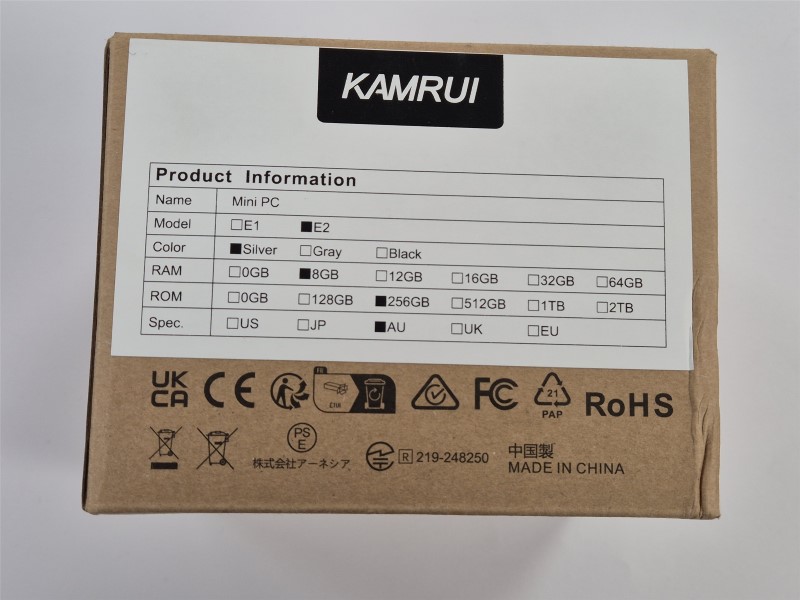 KAMRUI
Product Information
Name Mini PC
Model □E1 ■E2
Color ■Silver □Gray □Black
RAM □0GB ■8GB □12GB □16GB □32GB □64GB
ROM □0GB □128GB ■256GB □512GB □1TB □2TB
Spec. □US □JP ■AU □UK □EU
UK
CA CE FR FC 21 PAP RoHS
PS
E
株式会社アーネシア R 219-248250 中国製
MADE IN CHINA